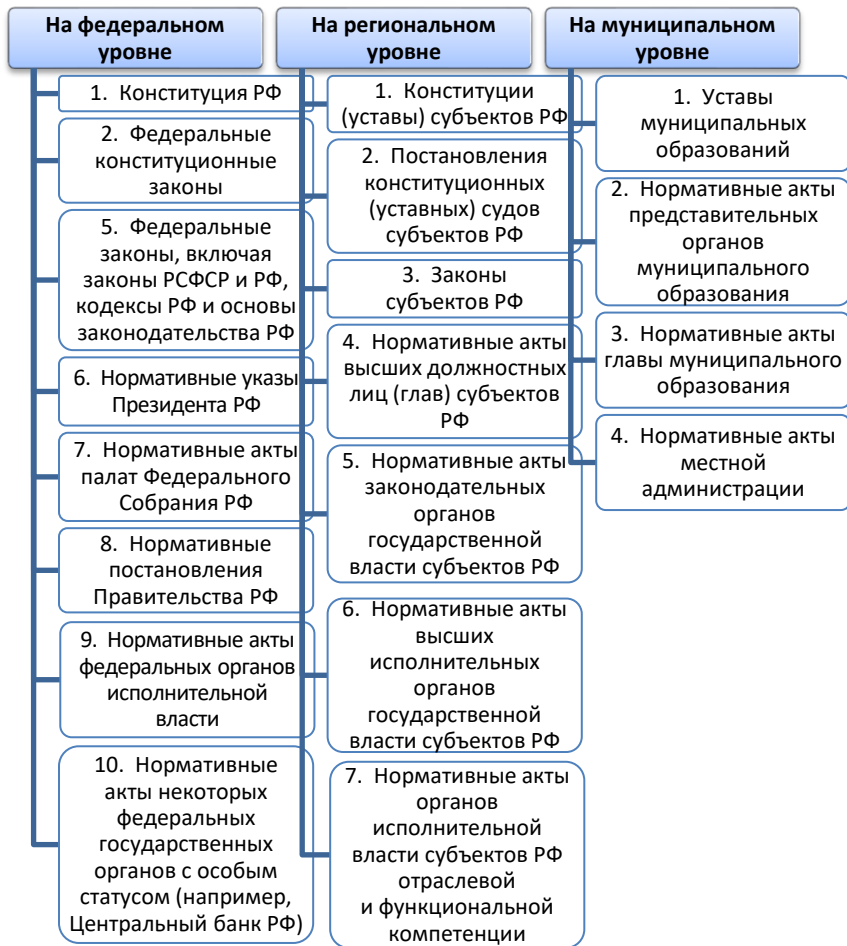 На федеральном
уровне
1. Конституция РФ
2. Федеральные
конституционные
законы
5. Федеральные
законы, включая
законы РСФСР и РФ,
кодексы РФ и основы
законодательства РФ
6. Нормативные указы
Президента РФ
7. Нормативные акты
палат Федерального
Собрания РФ
8. Нормативные
постановления
Правительства РФ
9. Нормативные акты
федеральных органов
исполнительной
власти
10. Нормативные
акты некоторых
федеральных
государственных
органов с особым
статусом (например,
Центральный банк РФ)
На региональном
уровне
1. Конституции
(уставы) субъектов РФ
2. Постановления
конституционных
(уставных) судов
субъектов РФ
3. Законы
субъектов РФ
4. Нормативные акты
высших должностных
лиц (глав) субъектов
РФ
5. Нормативные акты
законодательных
органов
государственной
власти субъектов РФ
6. Нормативные акты
высших
исполнительных
органов
государственной
власти субъектов РФ
7. Нормативные акты
органов
исполнительной
власти субъектов РФ
отраслевой
и функциональной
компетенции
На муниципальном
уровне
1. Уставы
муниципальных
образований
2. Нормативные акты
представительных
органов
муниципального
образования
3. Нормативные акты
главы муниципального
образования
4. Нормативные акты
местной
администрации